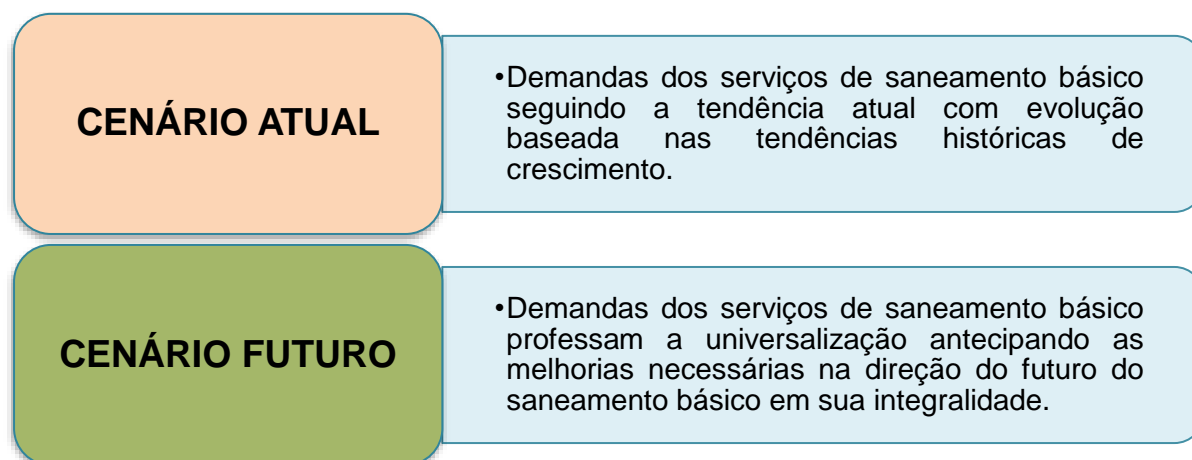 CENÁRIO ATUAL
•Demandas dos serviços de saneamento básico
seguindo a tendência atual com evolução
baseada nas tendências históricas de
crescimento.
CENÁRIO FUTURO
•Demandas dos serviços de saneamento básico
professam a universalização antecipando as
melhorias necessárias na direção do futuro do
saneamento básico em sua integralidade.